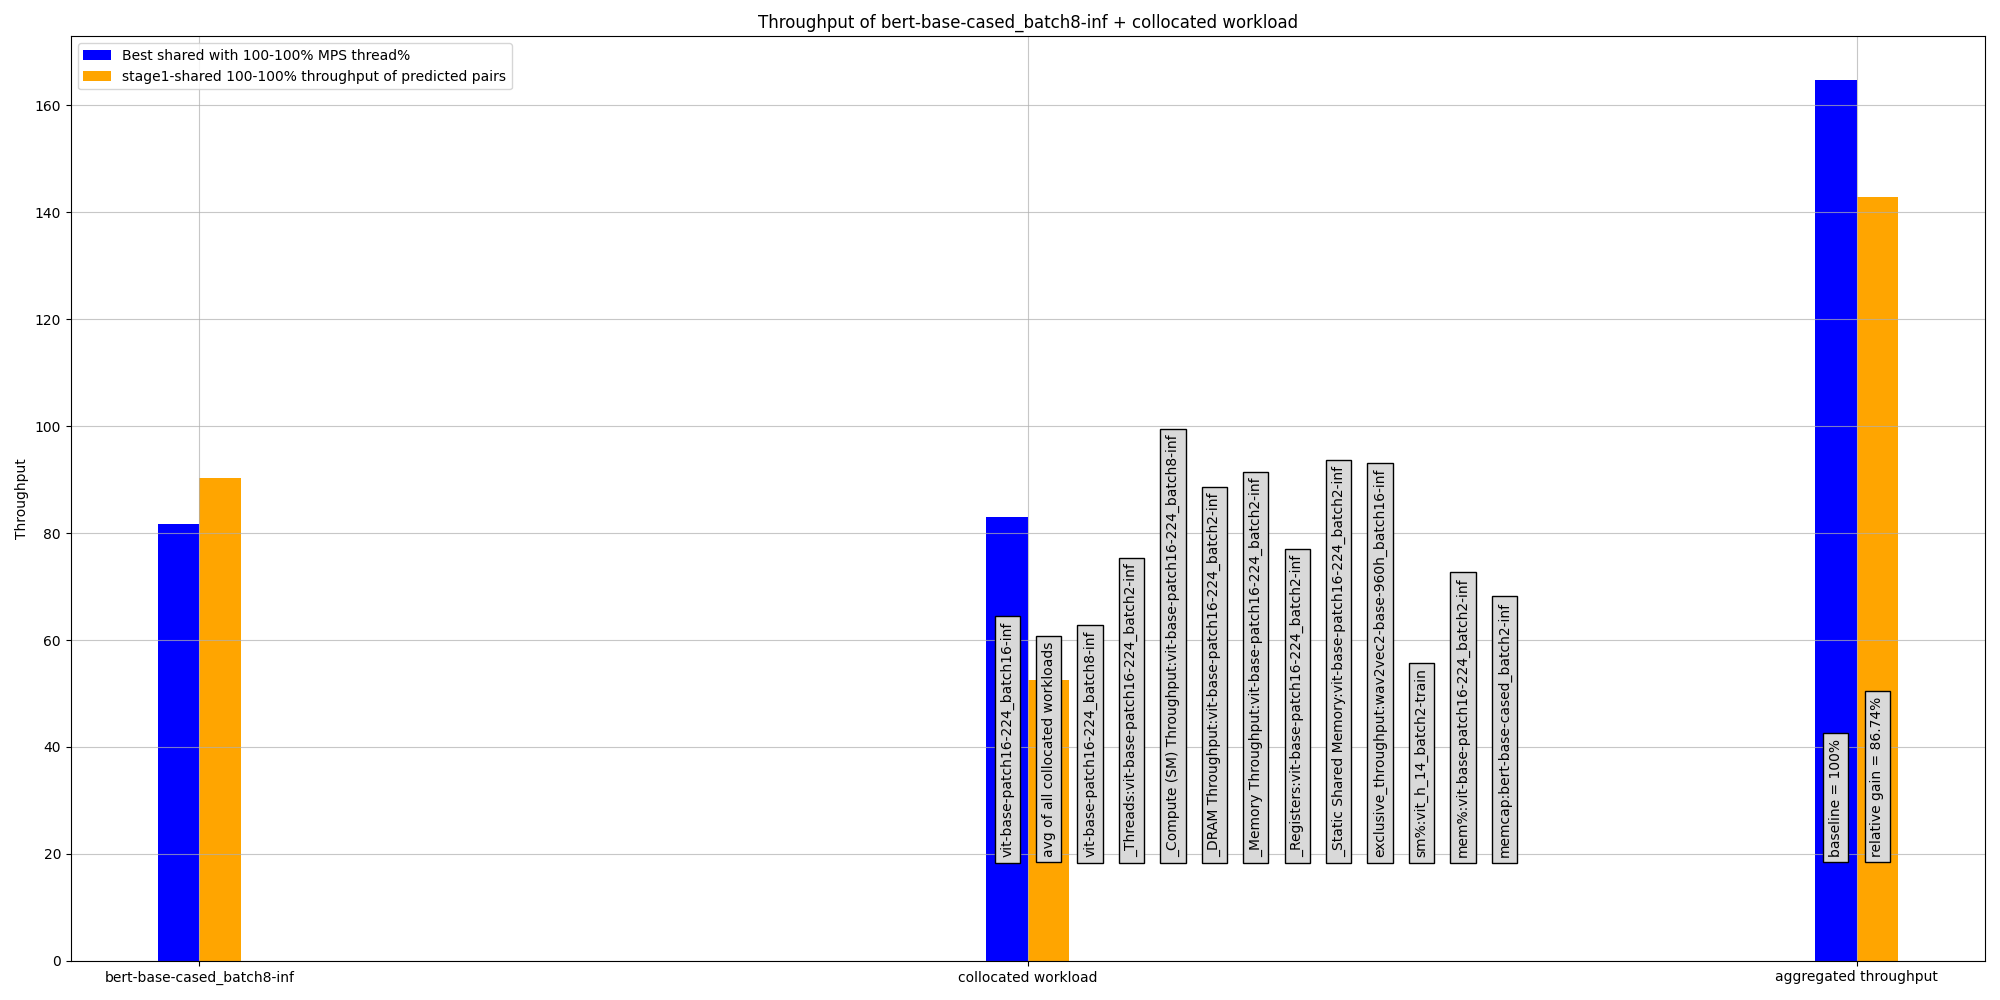 Throughput of bert-base-cased_batch8-inf + collocated workload
Best shared with 100-100% MPS thread%
stage1-shared 100-100% throughput of predicted pairs
Throughput
160
140
120
100
80
60
40
20
0
vit-base-patch16-224_batch16-inf
avg of all collocated workloads
vit-base-patch16-224_batch8-inf
_Threads:vit-base-patch16-224_batch2-inf
_Compute (SM) Throughput:vit-base-patch16-224_batch8-inf
_DRAM Throughput:vit-base-patch16-224_batch2-inf
_Memory Throughput:vit-base-patch16-224_batch2-inf
_Registers:vit-base-patch16-224_batch2-inf
_Static Shared Memory:vit-base-patch16-224_batch2-inf
exclusive_throughput:wav2vec2-base-960h_batch16-inf
sm%:vit_h_14_batch2-train
mem%:vit-base-patch16-224_batch2-inf
memcap:bert-base-cased_batch2-inf
baseline = 100%
relative gain = 86.74%
bert-base-cased_batch8-inf
collocated workload
aggregated throughput